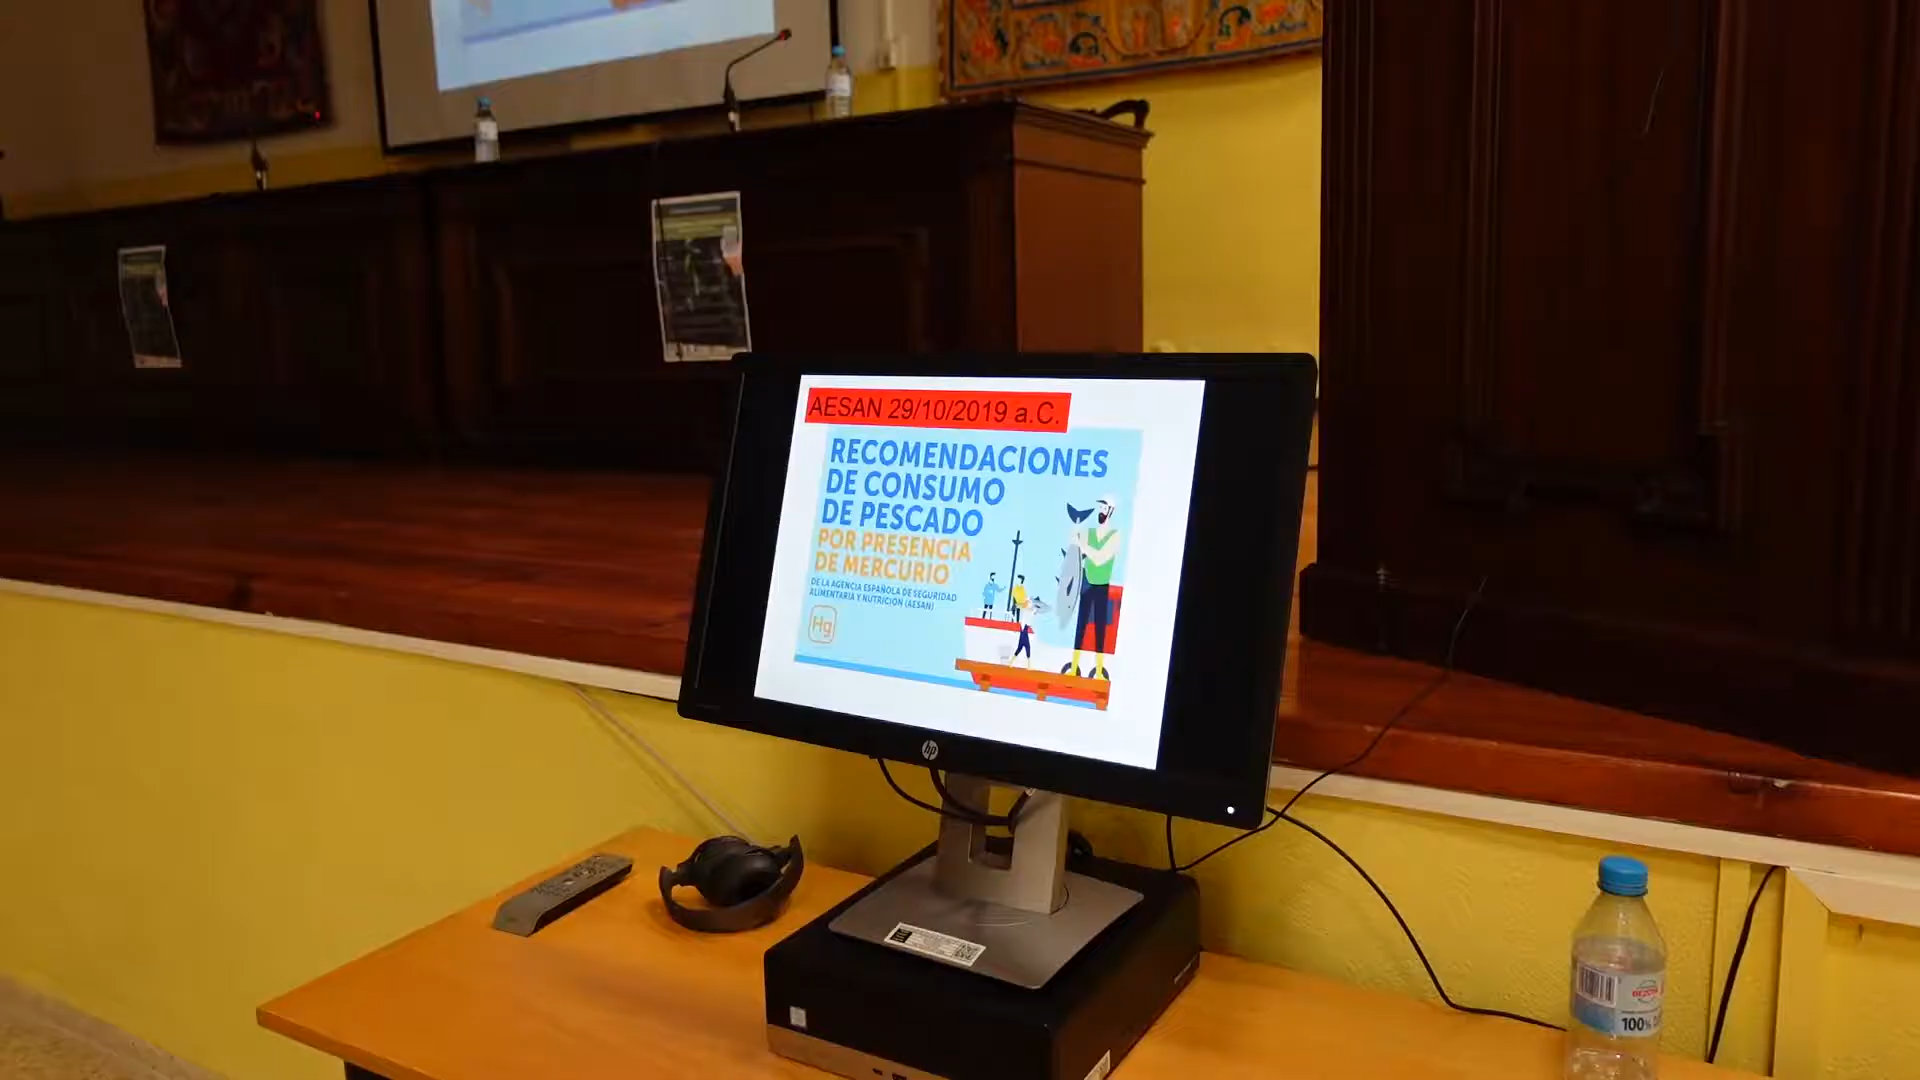 AESAN 29/10/2019 a.C.
RECOMENDACIONES
DE CONSUMO
DE PESCADO
POR PRESENCIA
DE MERCURIO
DE LA AGENCIA ESPAÑOLA DE SEGURIDAD
ALIMENTARIA Y NUTRICIÓN (AESAN)
Hg
hp
100%